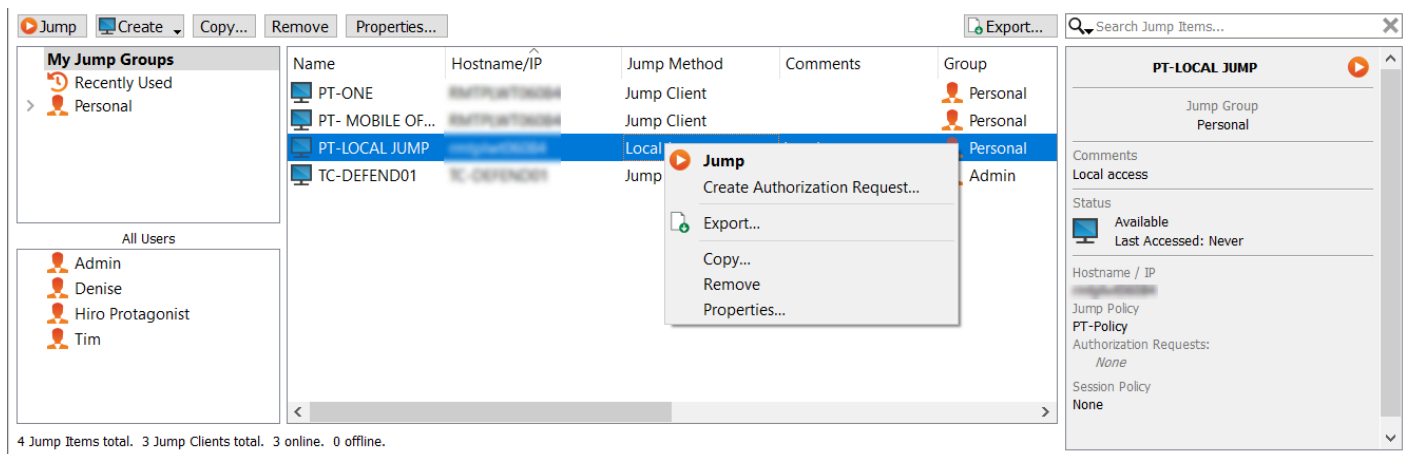 Jump Create Copy... Remove Properties... Export... Search Jump Items...
My Jump Groups
Recently Used
Personal
All Users
Admin
Denise
Hiro Protagonist
Tim
Name Hostname/IP Jump Method Comments Group
PT-ONE Jump Client Personal
PT- MOBILE OF... Jump Client Personal
PT-LOCAL JUMP Local Personal
TC-DEFEND01 TC-DEFEND01 Jump Admin
Jump
Create Authorization Request...
Export...
Copy...
Remove
Properties...
PT-LOCAL JUMP
Jump Group
Personal
Comments
Local access
Status
Available
Last Accessed: Never
Hostname / IP
Jump Policy
PT-Policy
Authorization Requests:
None
Session Policy
None
4 Jump Items total. 3 Jump Clients total. 3 online. 0 offline.